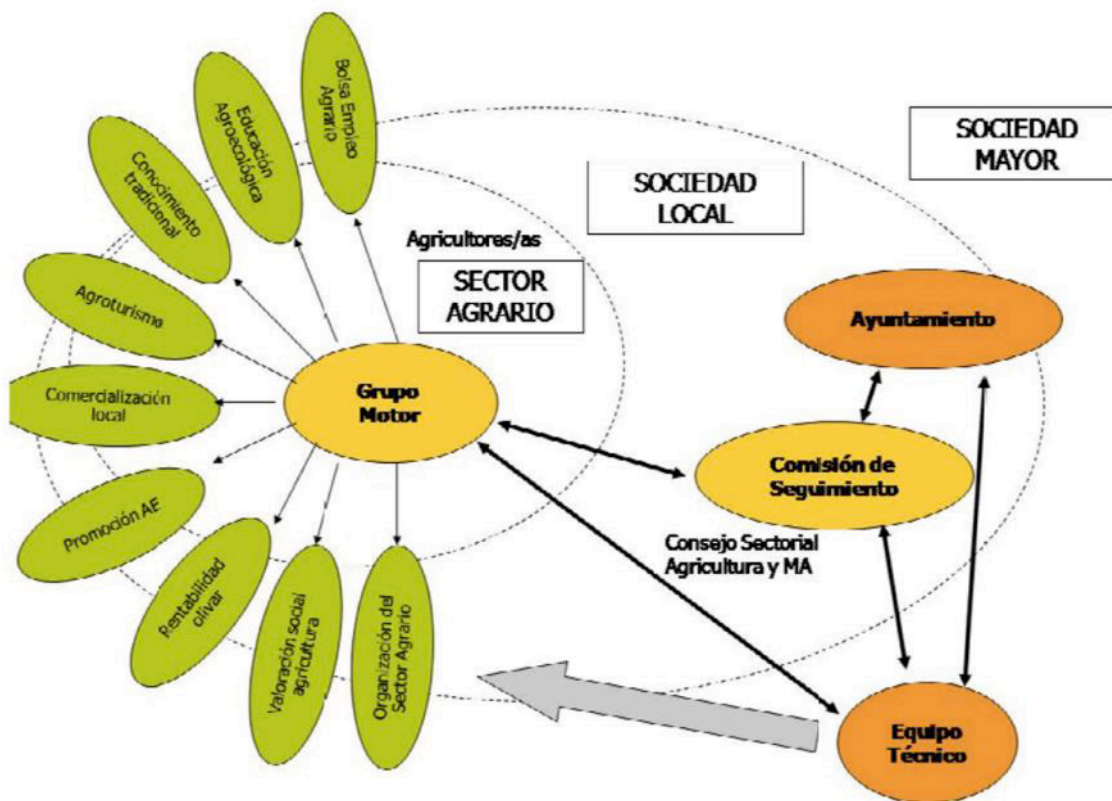 Bolsa Empleo
Agrario
Educación
Agroecológica
Conocimiento
tradicional
Agroturismo
Comercialización
local
Promoción AE
Rentabilidad
olivar
Valoración social
agricultura
Organización del
Sector Agrario
Grupo
Motor
Agricultores/as
SECTOR
AGRARIO
SOCIEDAD
LOCAL
SOCIEDAD
MAYOR
Ayuntamiento
Comisión de
Seguimiento
Consejo Sectorial
Agricultura y MA
Equipo
Técnico